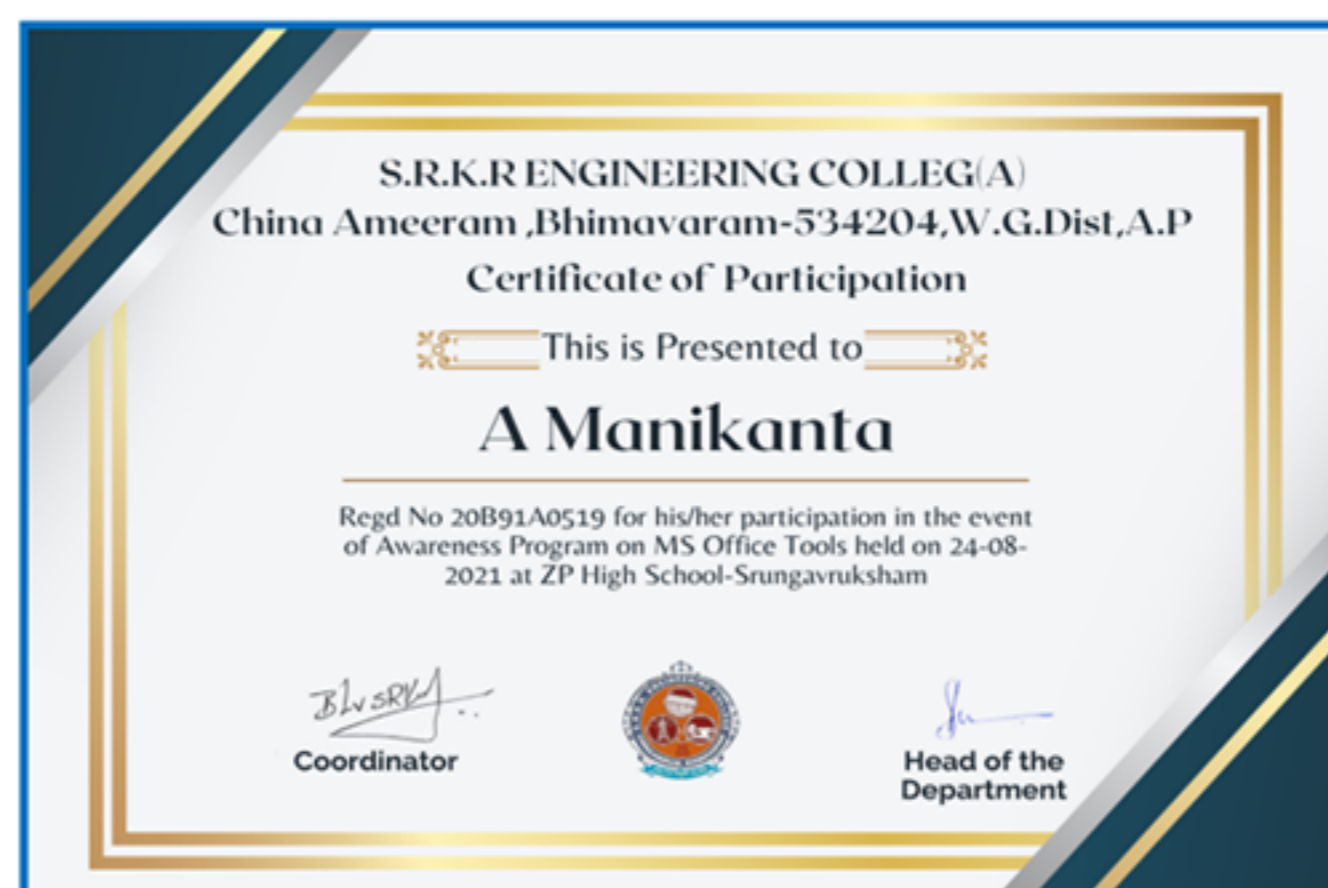 S.R.K.R ENGINEERING COLLEG(A)
China Ameeram ,Bhimavaram-534204,W.G.Dist,A.P
Certificate of Participation
This is Presented to
A Manikanta
Regd No 20B91A0519 for his/her participation in the event
of Awareness Program on MS Office Tools held on 24-08-
2021 at ZP High School-Srungavruksham
Coordinator
Head of the
Department